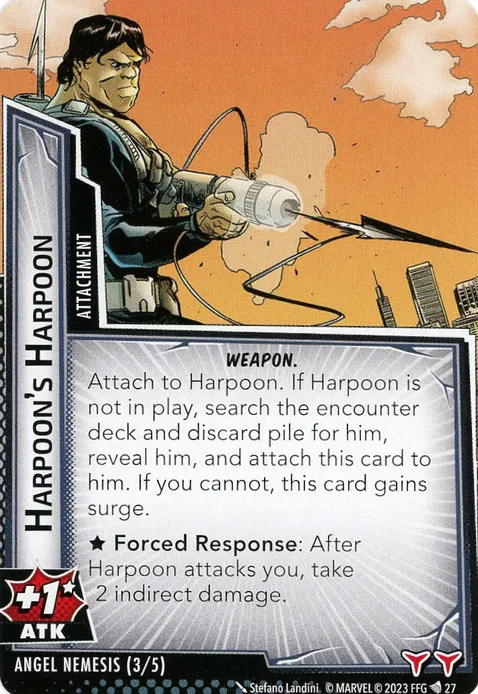 HARPOON'S HARPOON
ATTACHMENT
WEAPON.
Attach to Harpoon. If Harpoon is
not in play, search the encounter
deck and discard pile for him,
reveal him, and attach this card to
him. If you cannot, this card gains
surge.
★ Forced Response: After
Harpoon attacks you, take
2 indirect damage.
+1★
ATK
ANGEL NEMESIS (3/5)
Stefano Landini. © MARVEL © 2023 FFG 27